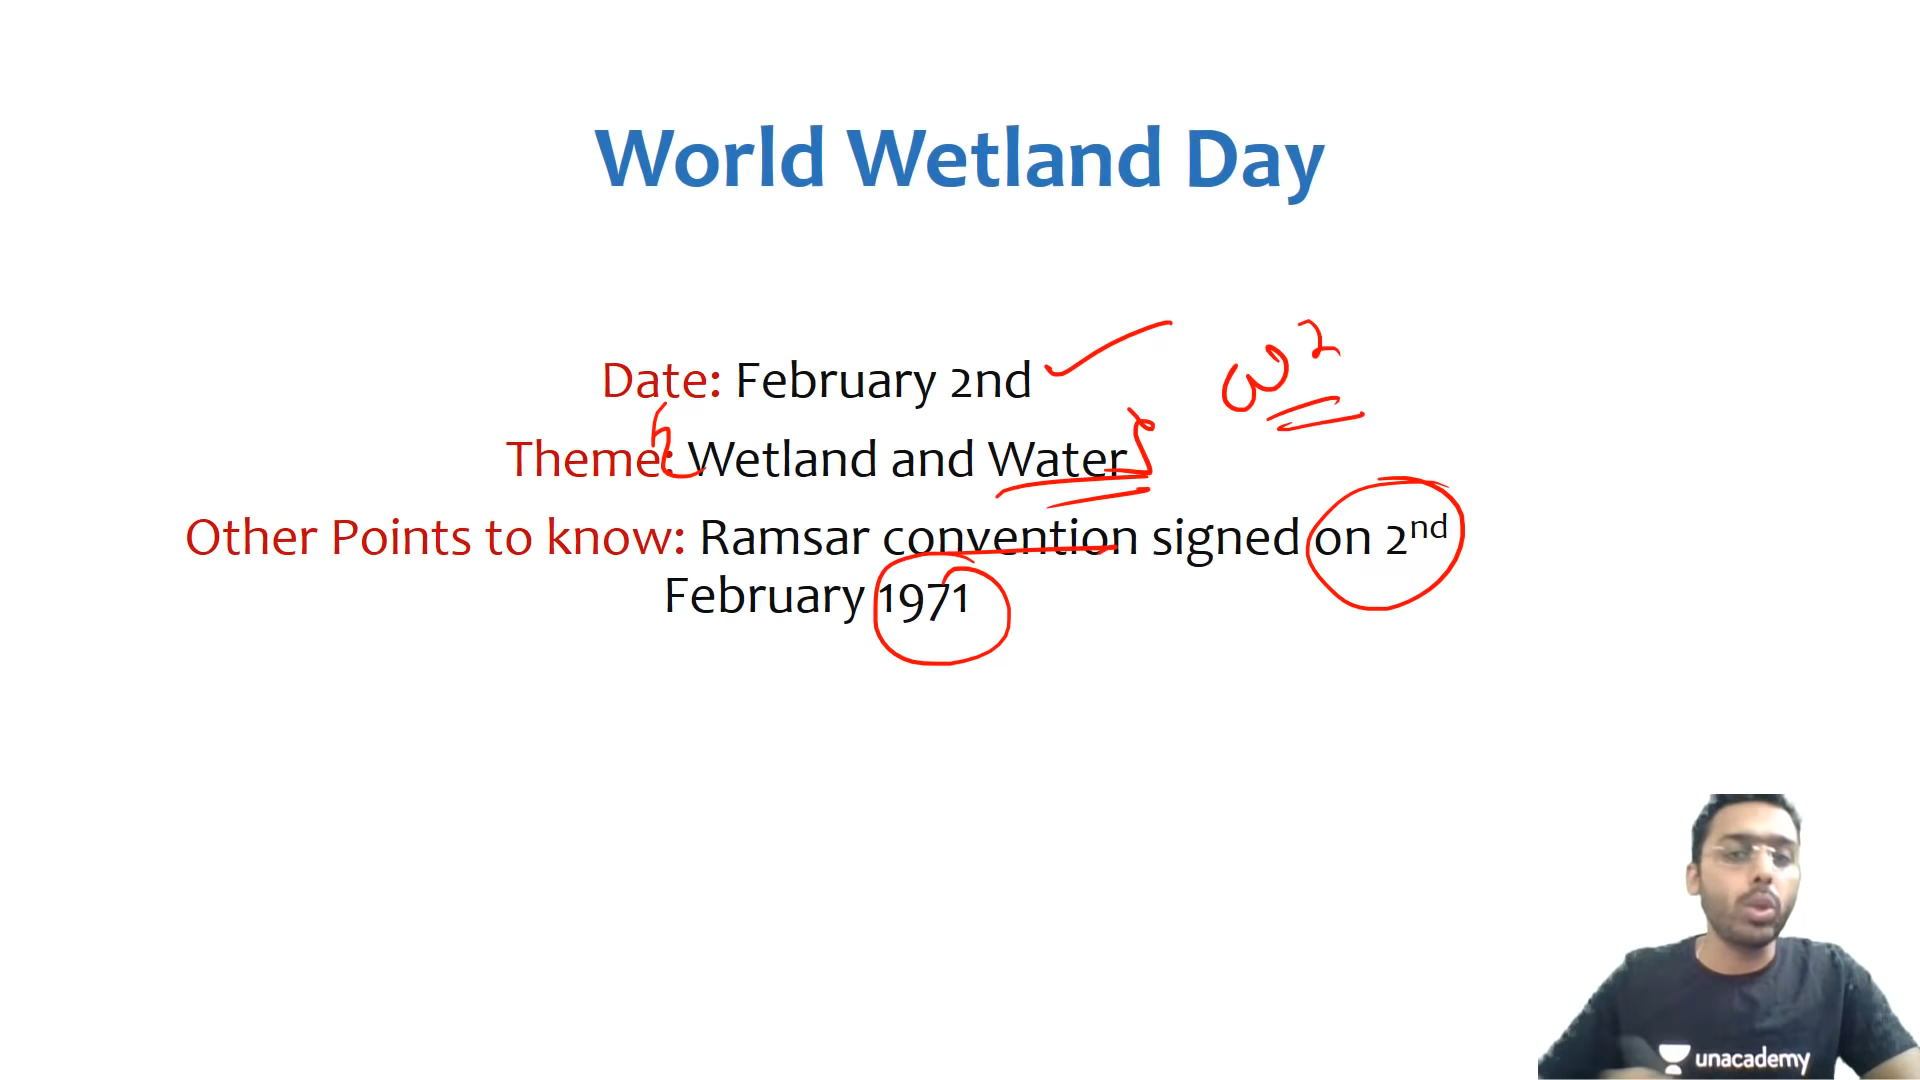 World Wetland Day
Date: February 2nd
ω²
Theme: Wetland and Water
Other Points to know: Ramsar convention signed on 2nd
February 1971
unacademy